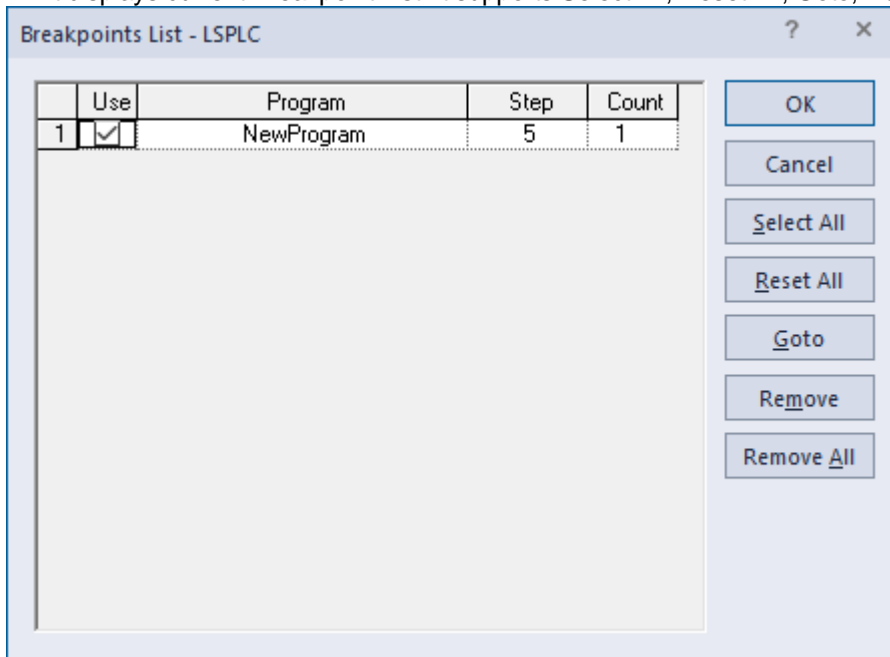 Breakpoints List - LSPLC
? ×
Use Program Step Count
1 NewProgram 5 1
OK
Cancel
Select All
Reset All
Goto
Remove
Remove All